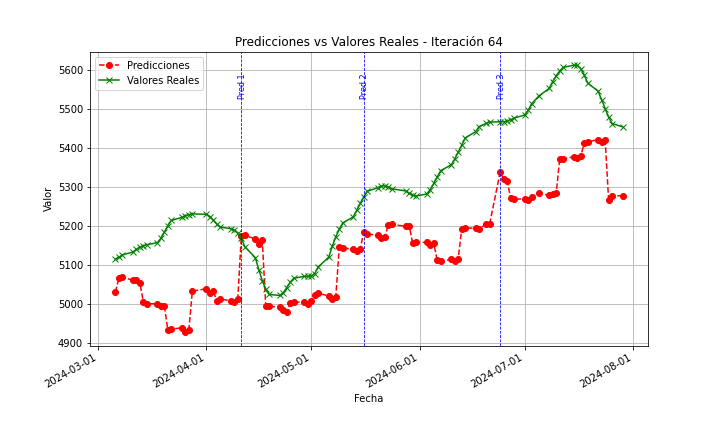 Predicciones vs Valores Reales - Iteración 64
Predicciones
Valores Reales
Pred 1
Pred 2
Pred 3
Valor
5600
5500
5400
5300
5200
5100
5000
4900
2024-03-01
2024-04-01
2024-05-01
2024-06-01
2024-07-01
2024-08-01
Fecha